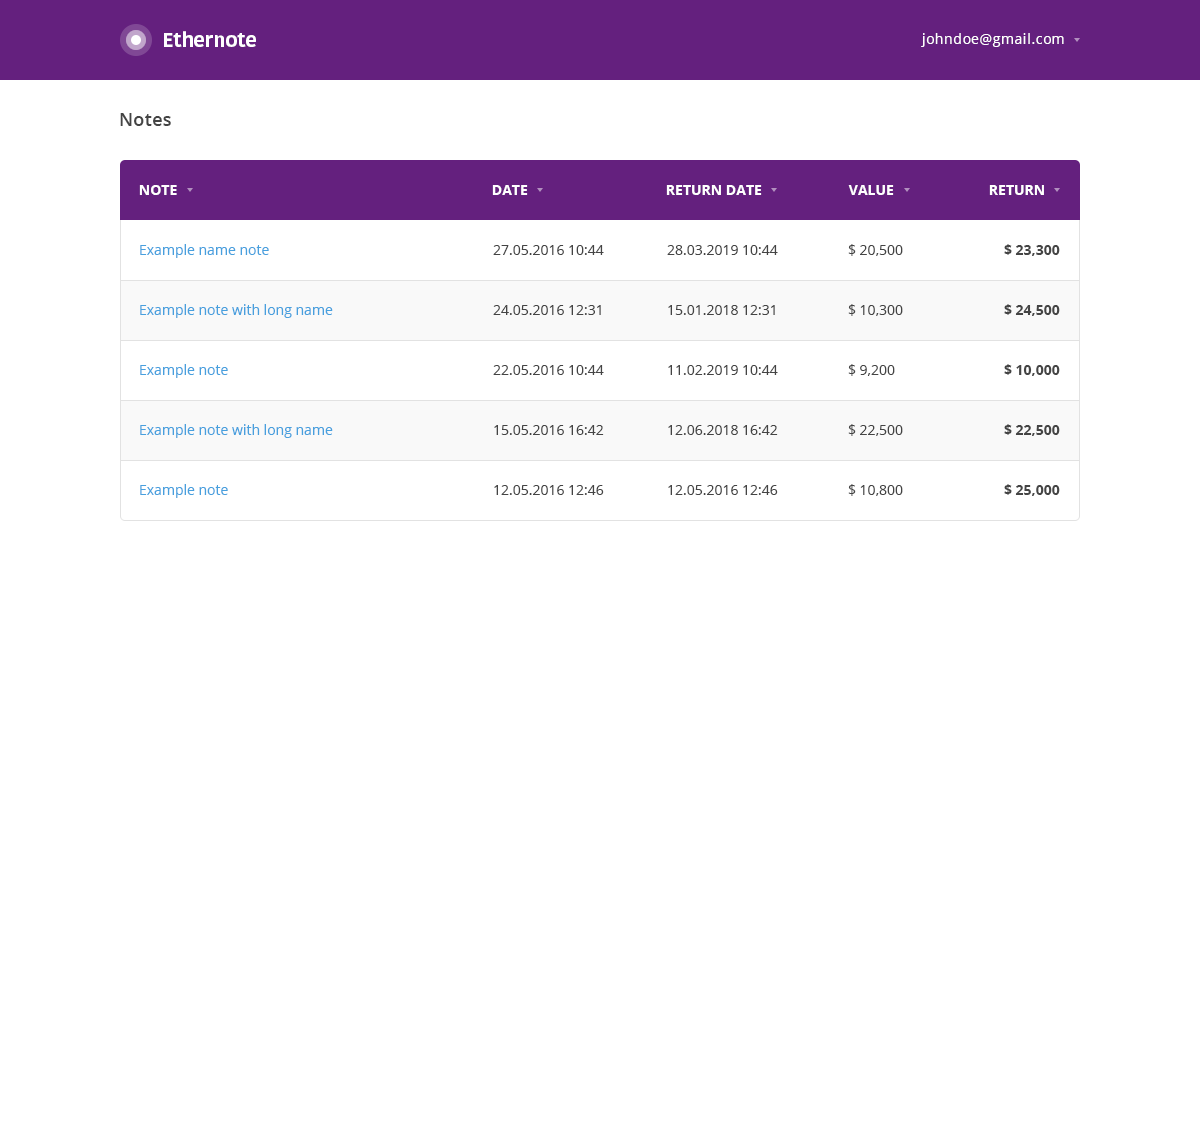 Ethernote johndoe@gmail.com
Notes
NOTE DATE RETURN DATE VALUE RETURN
Example name note 27.05.2016 10:44 28.03.2019 10:44 $ 20,500 $ 23,300
Example note with long name 24.05.2016 12:31 15.01.2018 12:31 $ 10,300 $ 24,500
Example note 22.05.2016 10:44 11.02.2019 10:44 $ 9,200 $ 10,000
Example note with long name 15.05.2016 16:42 12.06.2018 16:42 $ 22,500 $ 22,500
Example note 12.05.2016 12:46 12.05.2016 12:46 $ 10,800 $ 25,000